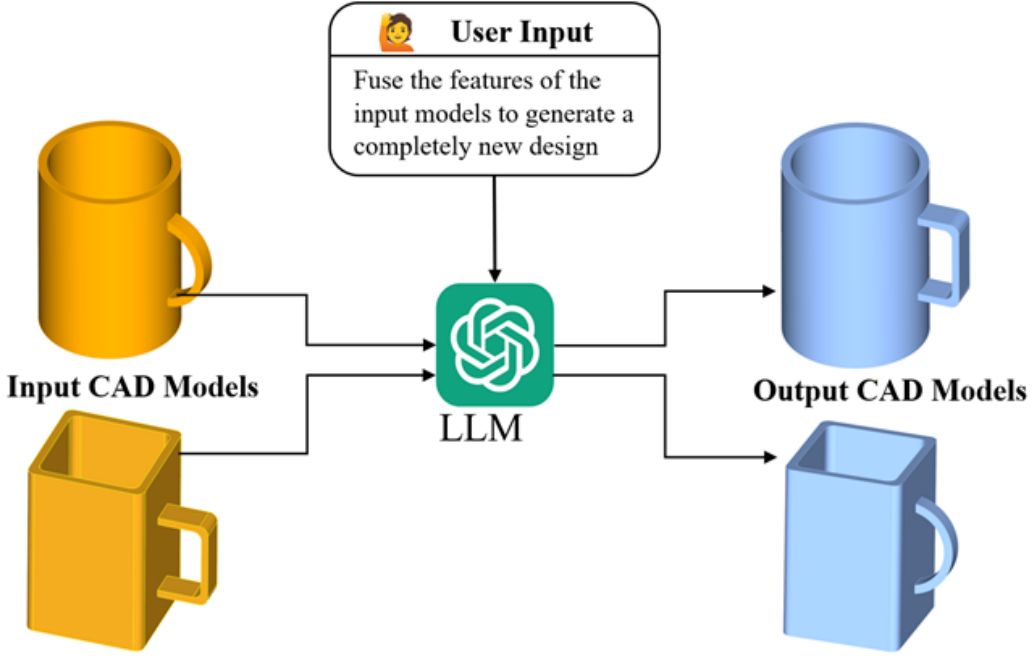 User Input
Fuse the features of the
input models to generate a
completely new design
Input CAD Models
LLM
Output CAD Models